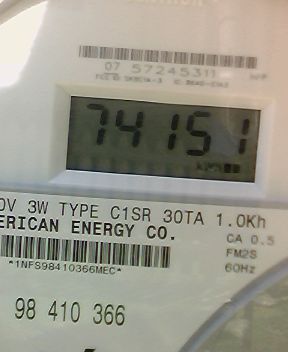 07 57245311
74151
0V 3W TYPE C1SR 30TA 1.0Kh
ERICAN ENERGY CO.
CA 0.5
*1NFS98410366MEC*
FM2S
60Hz
98 410 366